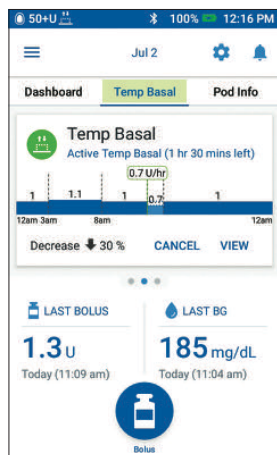 50+U 100% 12:16 PM
Jul 2
Dashboard Temp Basal Pod Info
Temp Basal
Active Temp Basal (1 hr 30 mins left)
0.7 U/hr
1 1.1 1 0.7 1
12am 3am 8am 12am
Decrease 30 % CANCEL VIEW
LAST BOLUS LAST BG
1.3 U 185 mg/dL
Today (11:09 am) Today (11:04 am)
Bolus